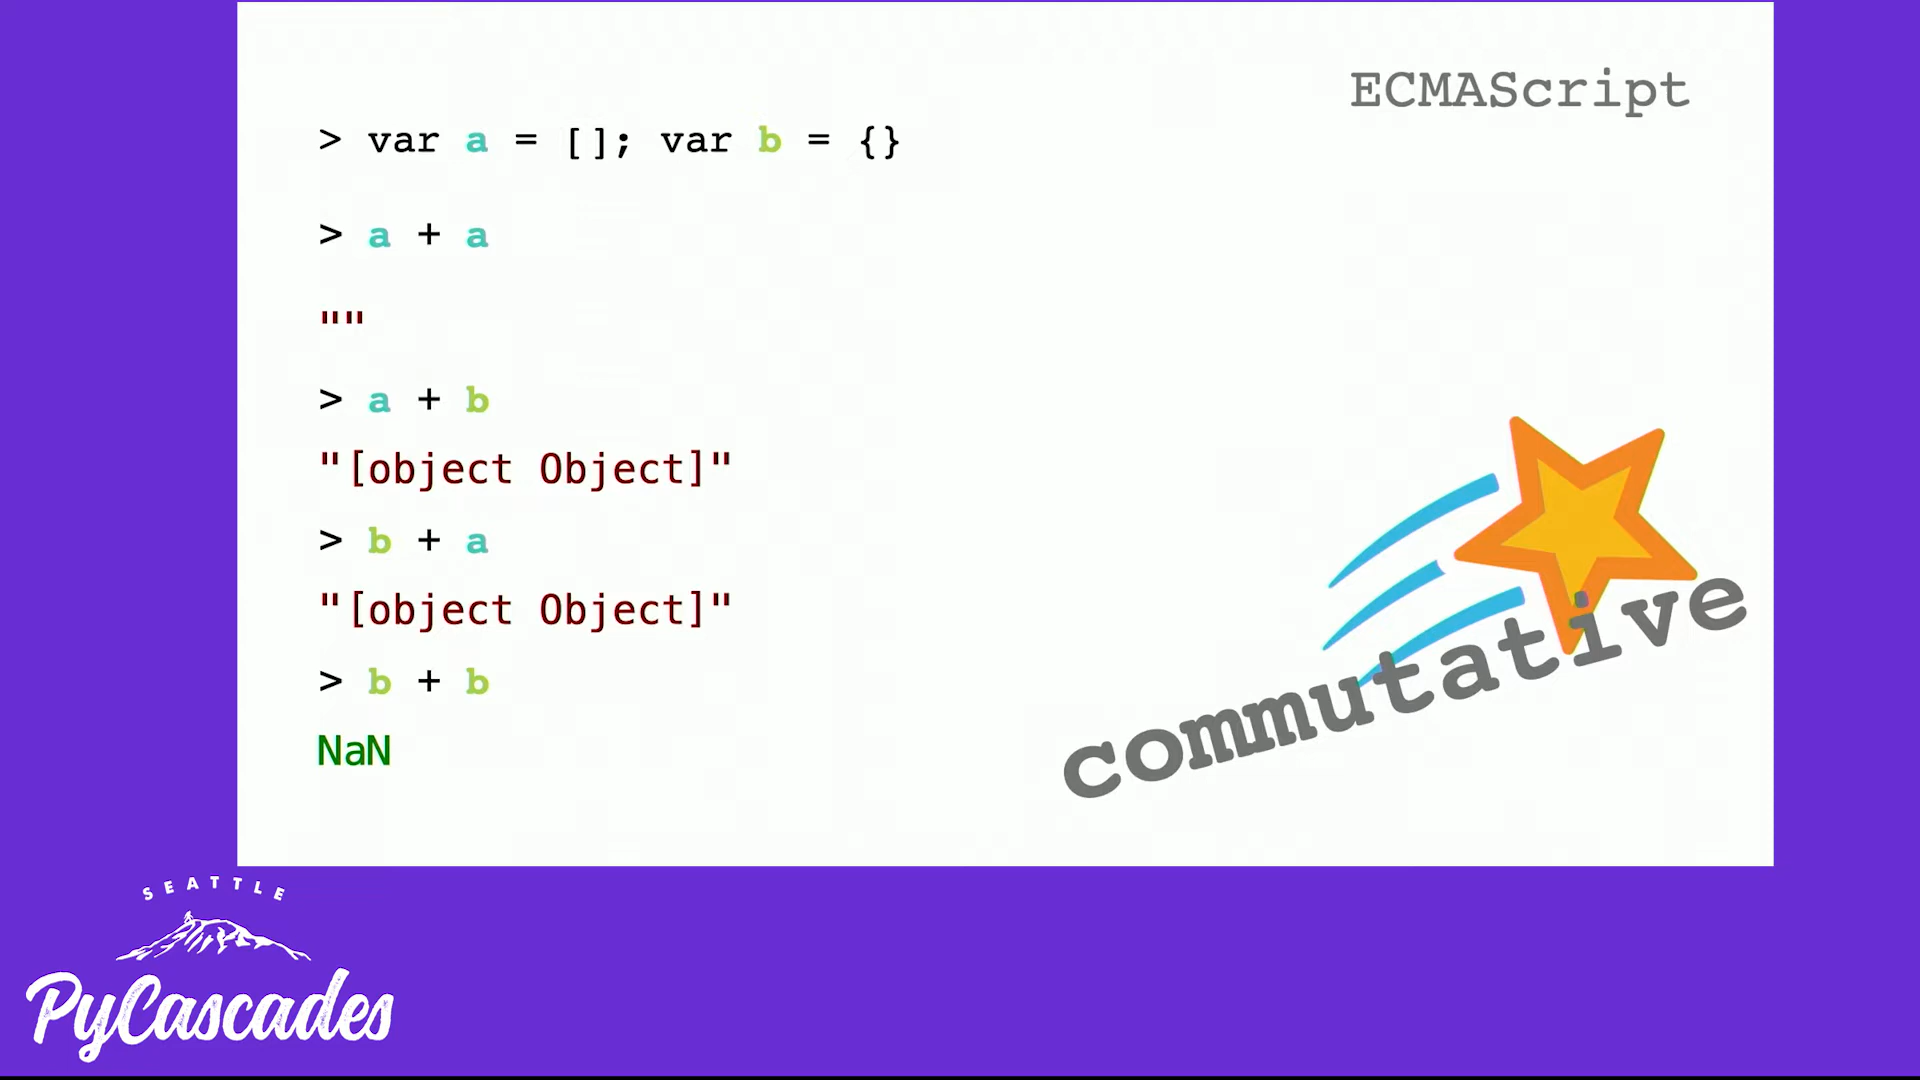 ECMAScript
> var a = []; var b = {}
> a + a
""
> a + b
"[object Object]"
> b + a
"[object Object]"
> b + b
NaN
commutative
SEATTLE
PyCascades